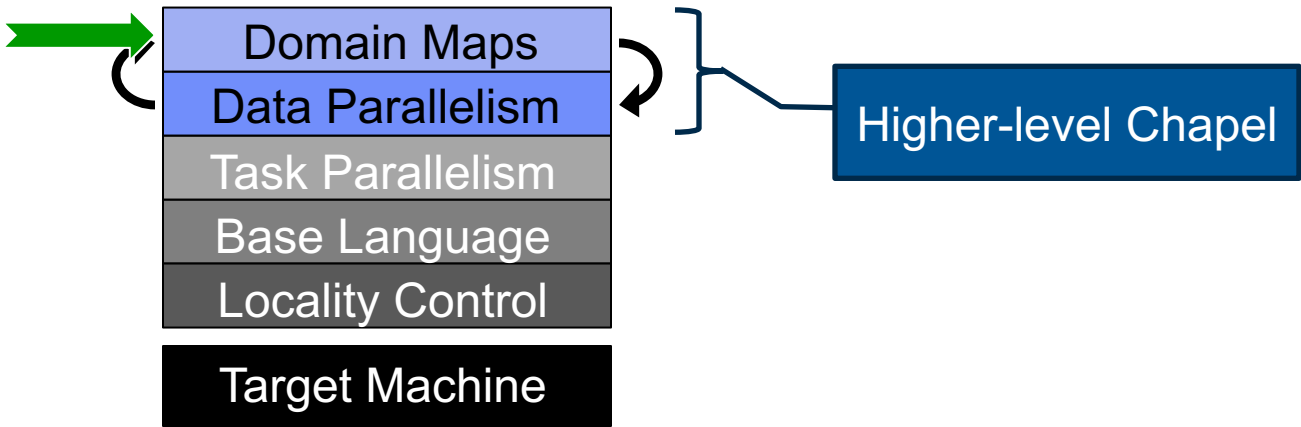 Domain Maps
Data Parallelism
Task Parallelism
Base Language
Locality Control
Target Machine
Higher-level Chapel